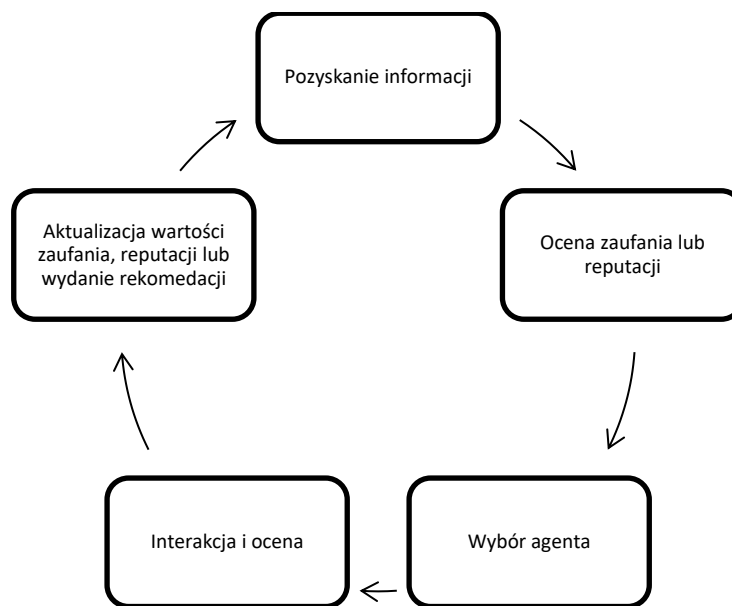 Pozyskanie informacji
Ocena zaufania lub
reputacji
Wybór agenta
Interakcja i ocena
Aktualizacja wartości
zaufania, reputacji lub
wydanie rekomedacji